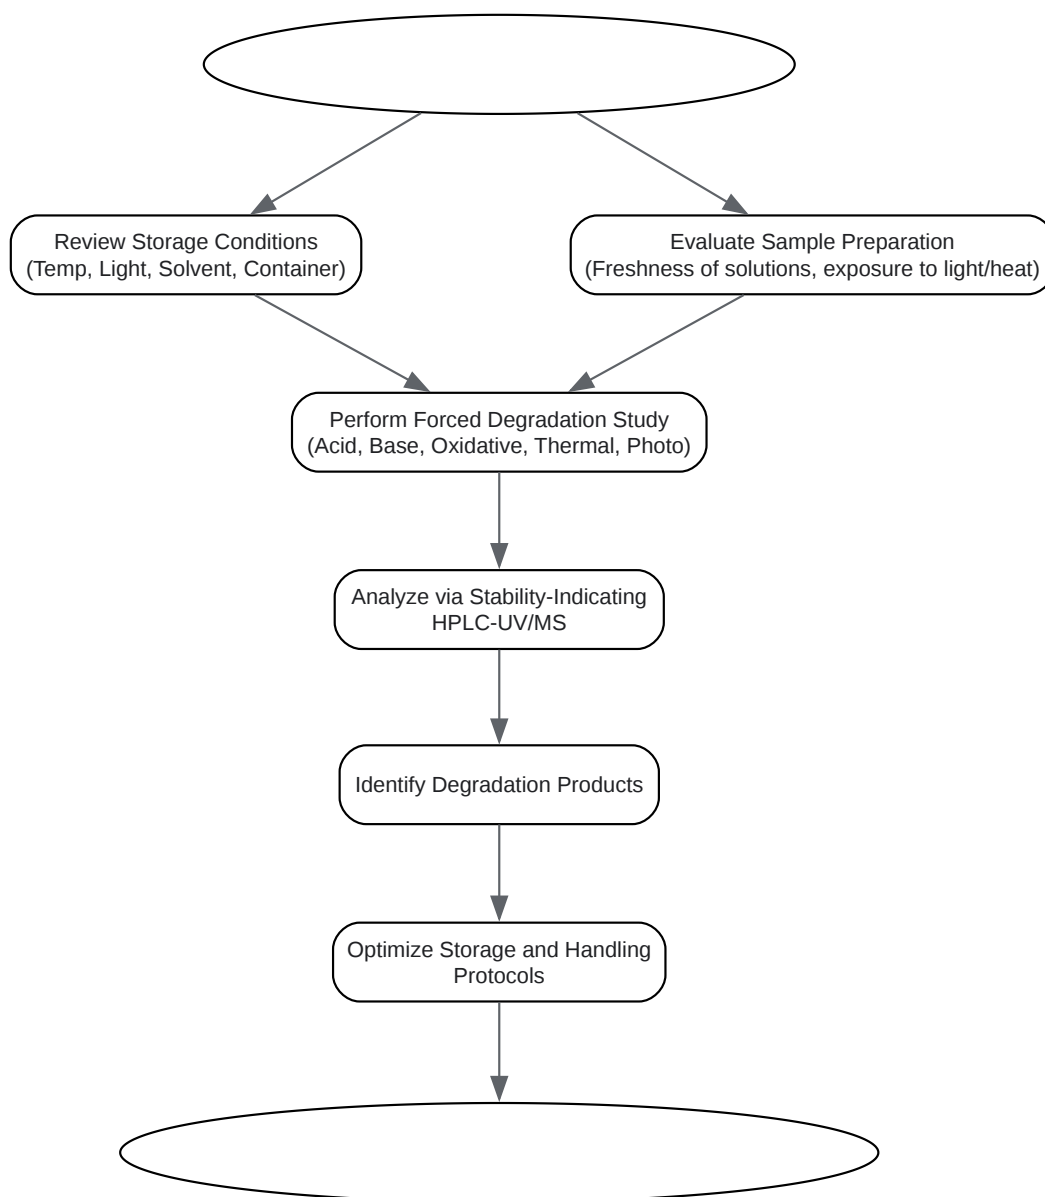 Review Storage Conditions
(Temp, Light, Solvent, Container)
Evaluate Sample Preparation
(Freshness of solutions, exposure to light/heat)
Perform Forced Degradation Study
(Acid, Base, Oxidative, Thermal, Photo)
Analyze via Stability-Indicating
HPLC-UV/MS
Identify Degradation Products
Optimize Storage and Handling
Protocols